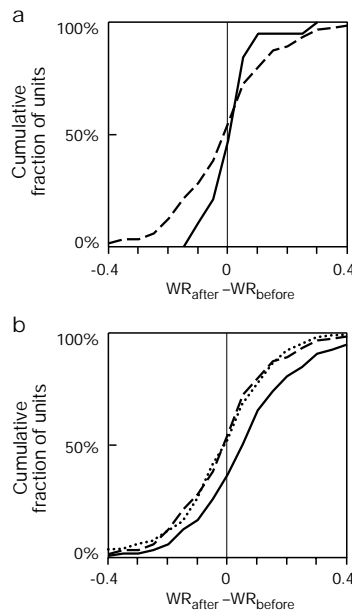 a
100%
Cumulative
fraction of units
50%
0%
-0.4
0
0.4
WRafter –WRbefore
b
100%
Cumulative
fraction of units
50%
0%
-0.4
0
0.4
WRafter –WRbefore